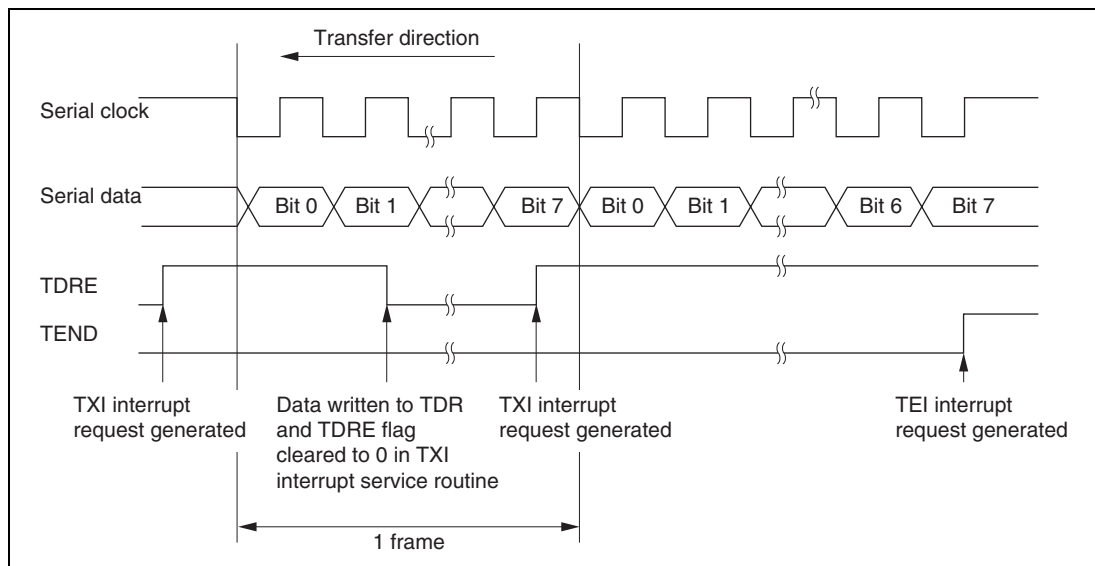 Transfer direction
Serial clock
Serial data
Bit 0
Bit 1
Bit 7
Bit 0
Bit 1
Bit 6
Bit 7
TDRE
TEND
TXI interrupt
request generated
Data written to TDR
and TDRE flag
cleared to 0 in TXI
interrupt service routine
TXI interrupt
request generated
TEI interrupt
request generated
1 frame